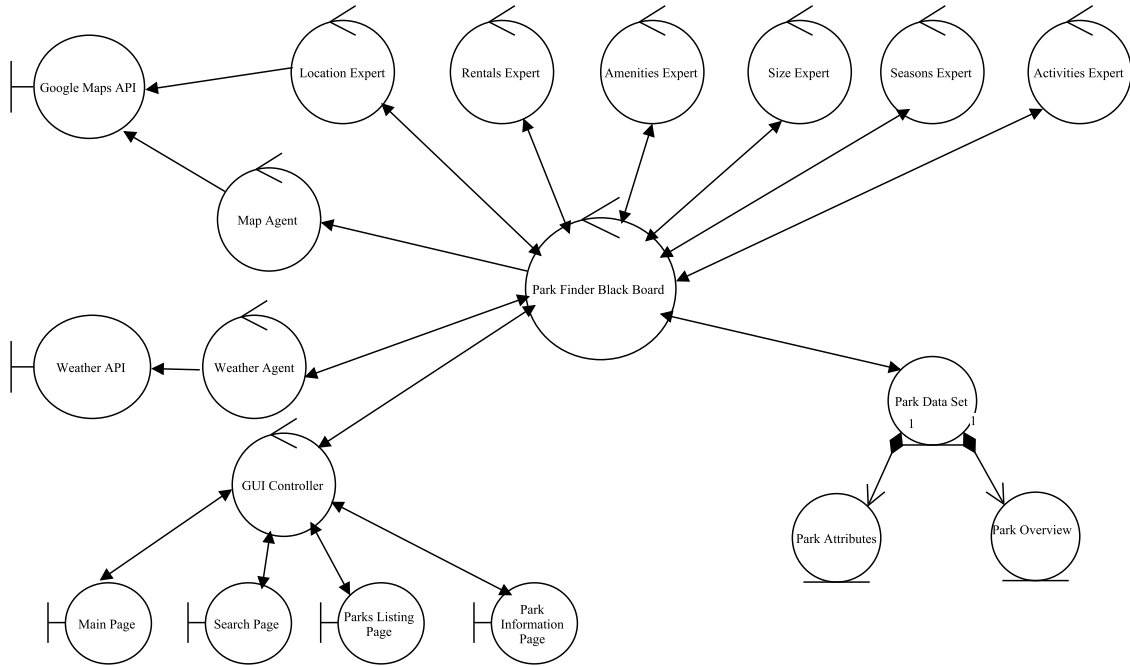 Google Maps API
Location Expert
Rentals Expert
Amenities Expert
Size Expert
Seasons Expert
Activities Expert
Map Agent
Park Finder Black Board
Weather API
Weather Agent
Park Data Set
1
1
GUI Controller
Park Attributes
Park Overview
Main Page
Search Page
Parks Listing
Page
Park
Information
Page